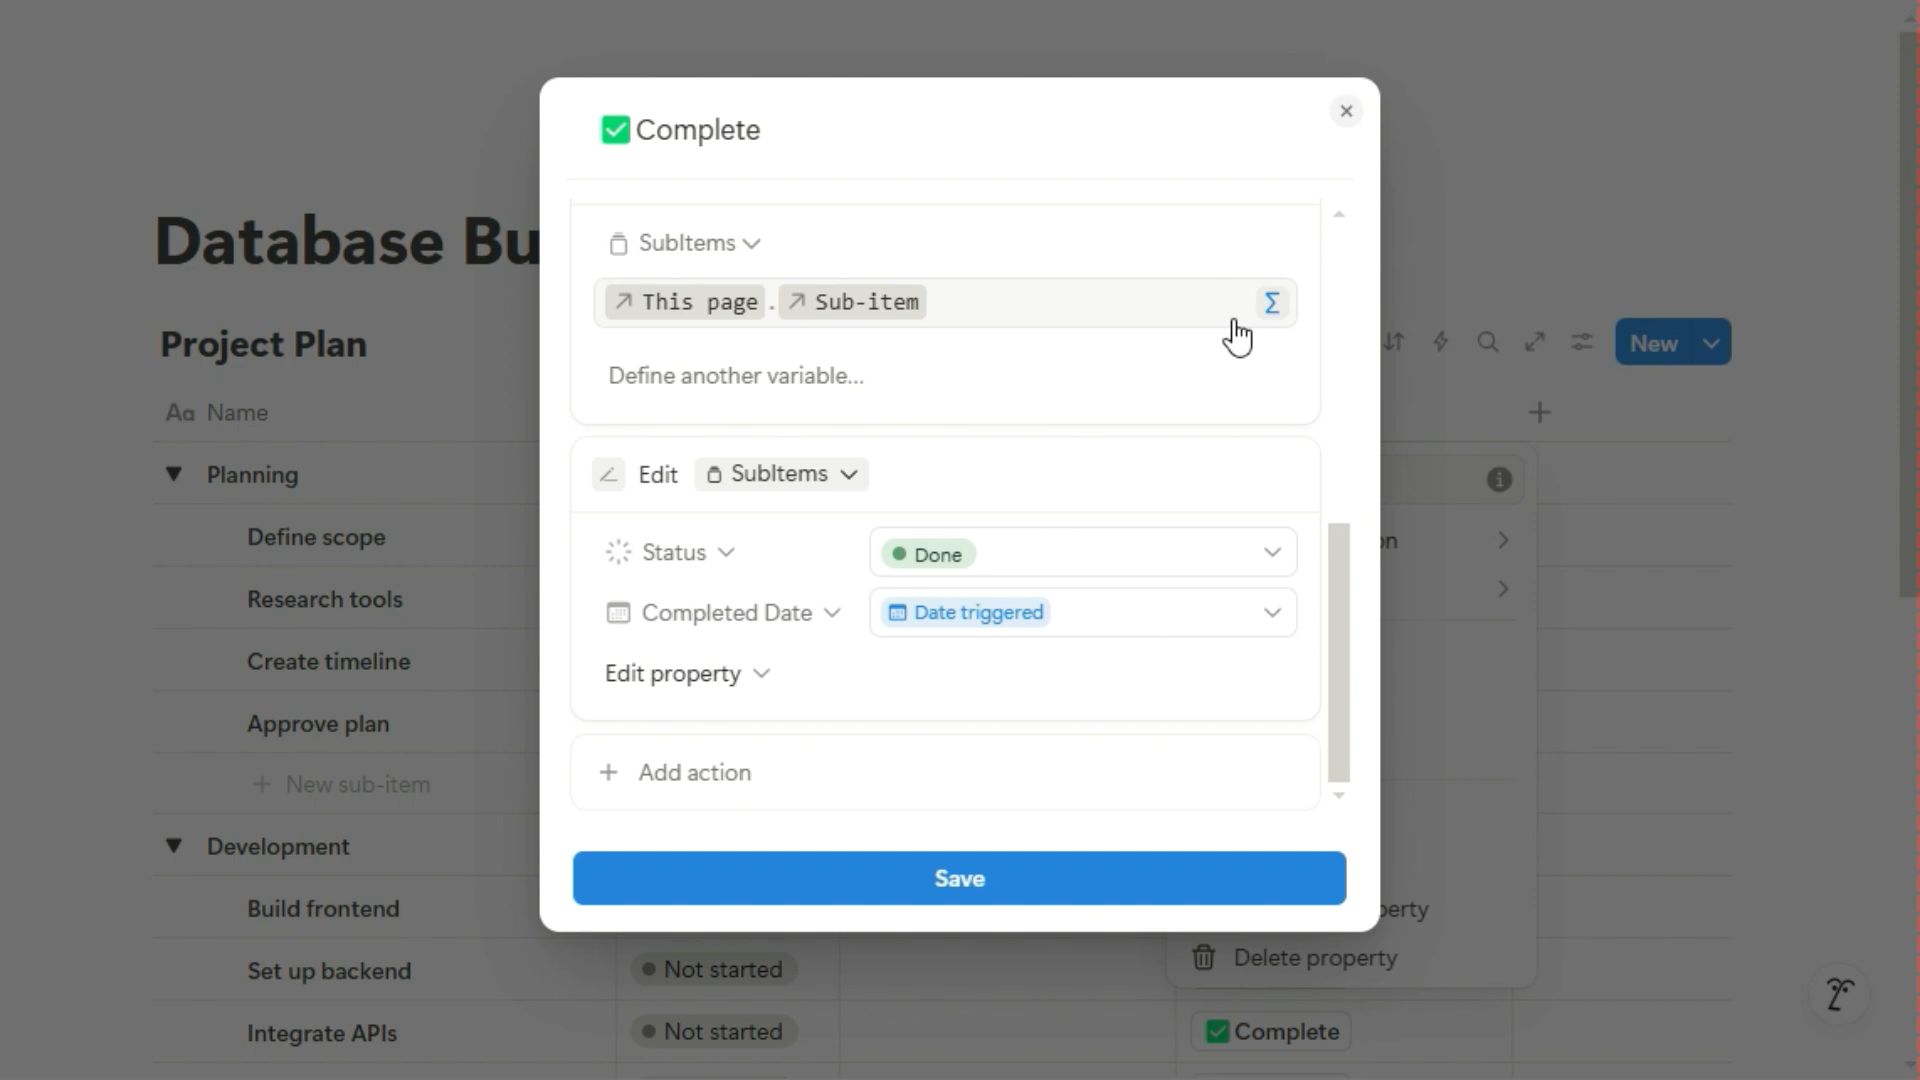 Complete
SubItems
This page . Sub-item
Σ
Define another variable...
Edit SubItems
Status Done
Completed Date Date triggered
Edit property
Add action
Save
Database Bu
Project Plan
New
Aa Name
Planning
Define scope
on
Research tools
Create timeline
Approve plan
New sub-item
Development
Build frontend
perty
Set up backend Not started
Delete property
Integrate APIs Not started Complete